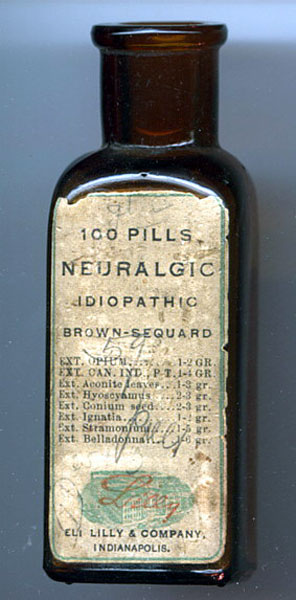 100 PILLS,
NEURALGIC
IDIOPATHIC
BROWN-SEQUARD
EXT. OPIUM.....1-2 GR.
EXT. CAN. IND., P.T. 1-4 GR.
Ext. Aconite leaves...1-3 gr.
Ext. Hyoscyamus...2-3 gr.
Ext. Conium seed...2-3 gr.
Ext. Ignatia.....1-2 gr.
Ext. Stramonium...1-5 gr.
Ext. Belladonna...1-6 gr.
Lilly
ELI LILLY & COMPANY,
INDIANAPOLIS.